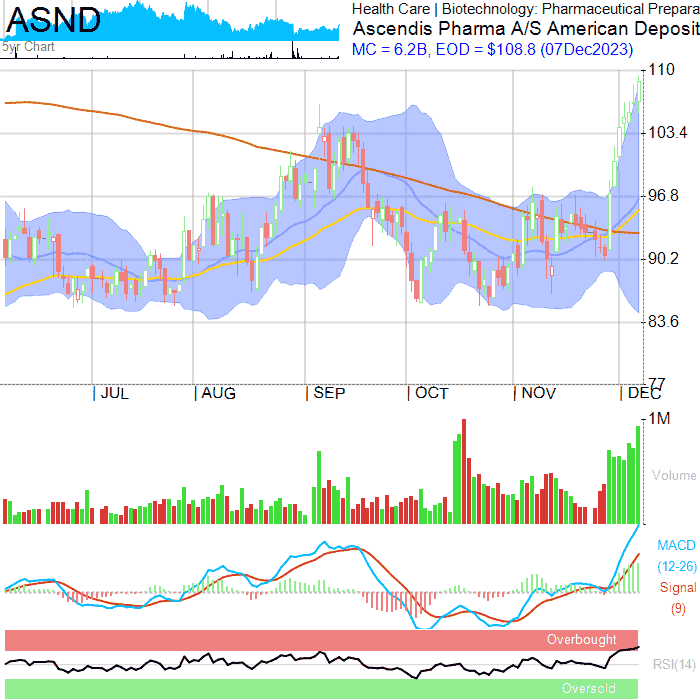 ASND
5yr Chart
Health Care | Biotechnology: Pharmaceutical Prepara
Ascendis Pharma A/S American Deposit
MC = 6.2B, EOD = $108.8 (07Dec2023)
110
103.4
96.8
90.2
83.6
77
JUL AUG SEP OCT NOV DEC
1M
Volume
MACD
(12-26)
Signal
(9)
Overbought
RSI(14)
Oversold